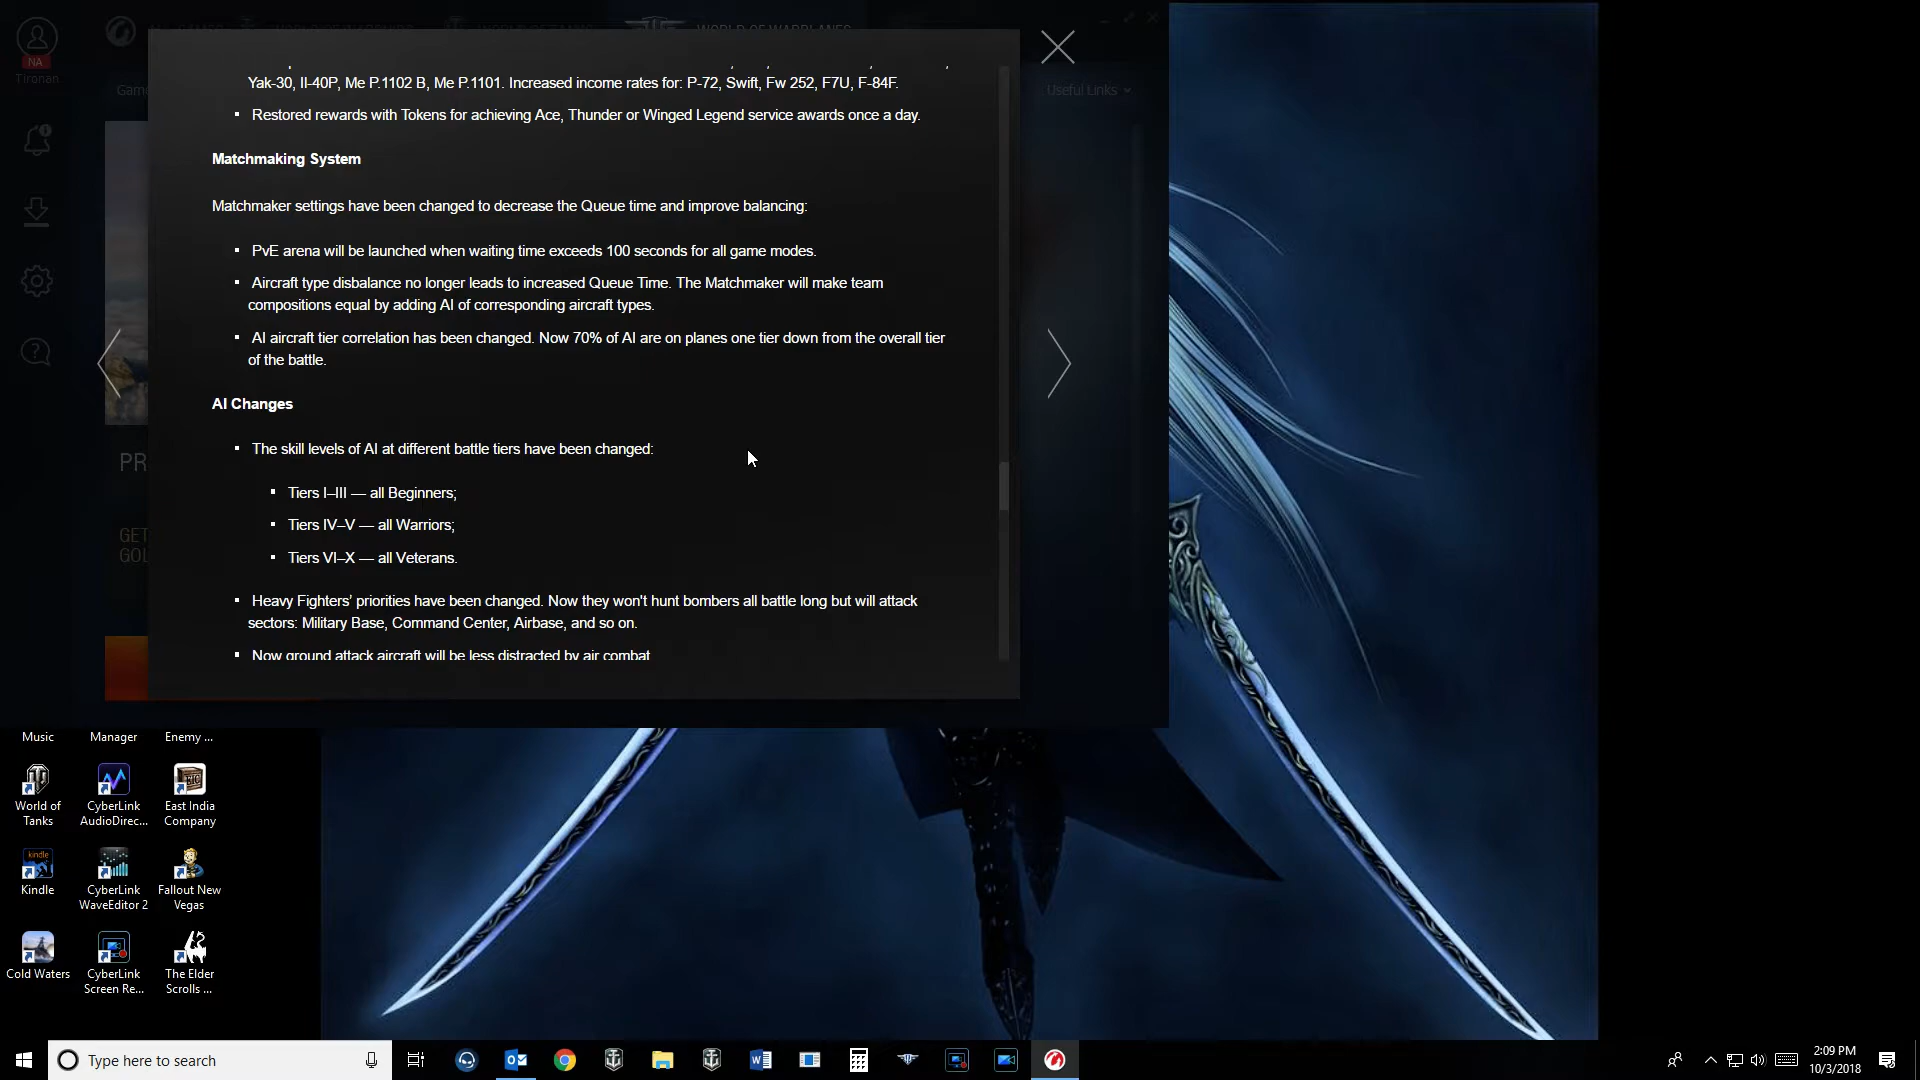 NA
Tironan
Game
Useful Links
Yak-30, Il-40P, Me P.1102 B, Me P.1101. Increased income rates for: P-72, Swift, Fw 252, F7U, F-84F.
▪ Restored rewards with Tokens for achieving Ace, Thunder or Winged Legend service awards once a day.
Matchmaking System
Matchmaker settings have been changed to decrease the Queue time and improve balancing:
▪ PvE arena will be launched when waiting time exceeds 100 seconds for all game modes.
▪ Aircraft type disbalance no longer leads to increased Queue Time. The Matchmaker will make team
compositions equal by adding AI of corresponding aircraft types.
▪ AI aircraft tier correlation has been changed. Now 70% of AI are on planes one tier down from the overall tier
of the battle.
AI Changes
▪ The skill levels of AI at different battle tiers have been changed:
▪ Tiers I–III — all Beginners;
▪ Tiers IV–V — all Warriors;
▪ Tiers VI–X — all Veterans.
▪ Heavy Fighters' priorities have been changed. Now they won't hunt bombers all battle long but will attack
sectors: Military Base, Command Center, Airbase, and so on.
▪ Now ground attack aircraft will be less distracted by air combat
PR
GET
GOL
Music
Manager
Enemy ...
World of
Tanks
CyberLink
AudioDirec...
East India
Company
kindle
Kindle
CyberLink
WaveEditor 2
Fallout New
Vegas
Cold Waters
CyberLink
Screen Re...
The Elder
Scrolls ...
Type here to search
2:09 PM
10/3/2018